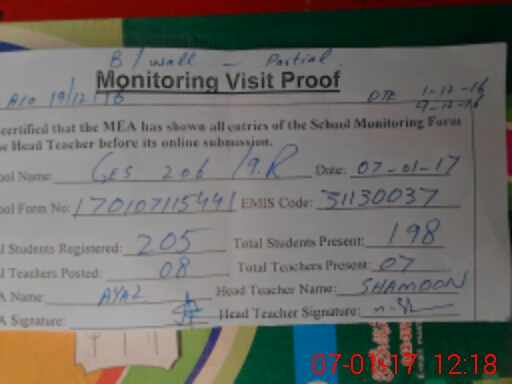 B/wall - Partial
Monitoring Visit Proof
AEO 19/12/16 DTE 1-12-16
9-12-16
certified that the MEA has shown all entries of the School Monitoring Form
e Head Teacher before its online submission.
ool Name: GES 206/9.R Date: 07-01-17
ool Form No: 170107115441 EMIS Code: 31130037
l Students Registered: 205 Total Students Present: 198
l Teachers Posted: 08 Total Teachers Present: 07
A Name: AYAZ Head Teacher Name: SHAMOON
A Signature: Head Teacher Signature:
07-01-17 12:18